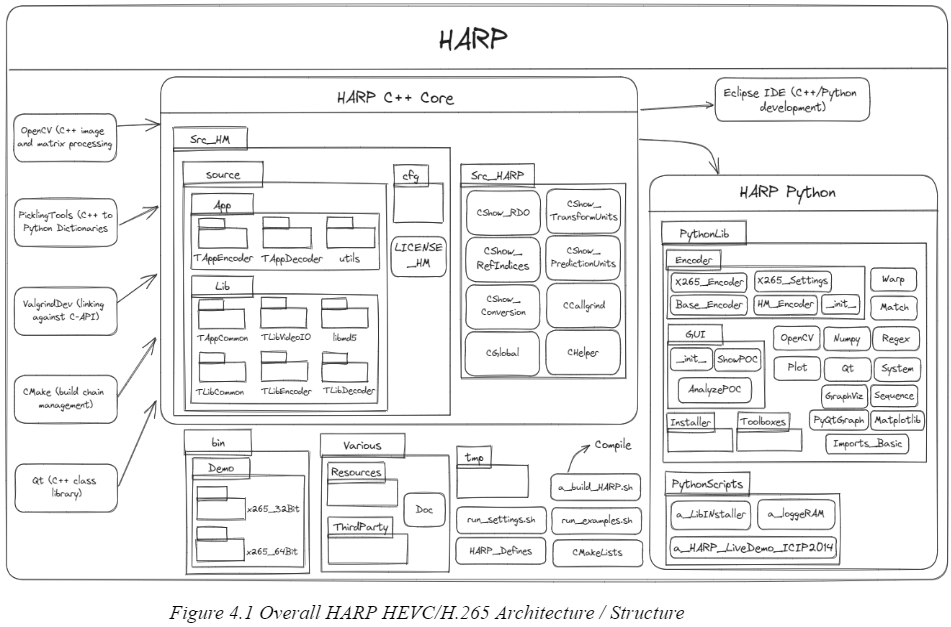 HARP
HARP C++ Core
Eclipse IDE (C++/Python
development)
OpenCV (C++ image
and matrix processing
PicklingTools (C++ to
Python Dictionaries
ValgrindDev (linking
against C-API)
CMake (build chain
management)
Qt (C++ class
library)
Src_HM
source
App
TAppEncoder
TAppDecoder
utils
Lib
TAppCommon
TLibVideoIO
libmd5
TLibCommon
TLibEncoder
TLibDecoder
cfg
LICENSE
_HM
Src_HARP
CShow_RDO
CShow_
TransformUnits
CShow_
RefIndices
CShow_
PredictionUnits
CShow_
Conversion
CCallgrind
CGlobal
CHelper
HARP Python
PythonLib
Encoder
X265_Encoder
X265_Settings
Base_Encoder
HM_Encoder
_init_
Warp
Match
GUI
_init_
ShowPOC
AnalyzePOC
OpenCV
Numpy
Regex
Plot
Qt
System
GraphViz
Sequence
PyQtGraph
Matplotlib
Imports_Basic
Installer
Toolboxes
PythonScripts
a_LibINstaller
a_loggeRAM
a_HARP_LiveDemo_ICIP2014
bin
Demo
x265_32Bit
x265_64Bit
Various
Resources
ThirdParty
Doc
tmp
Compile
a_build_HARP.sh
run_settings.sh
run_examples.sh
HARP_Defines
CMakeLists
Figure 4.1 Overall HARP HEVC/H.265 Architecture / Structure